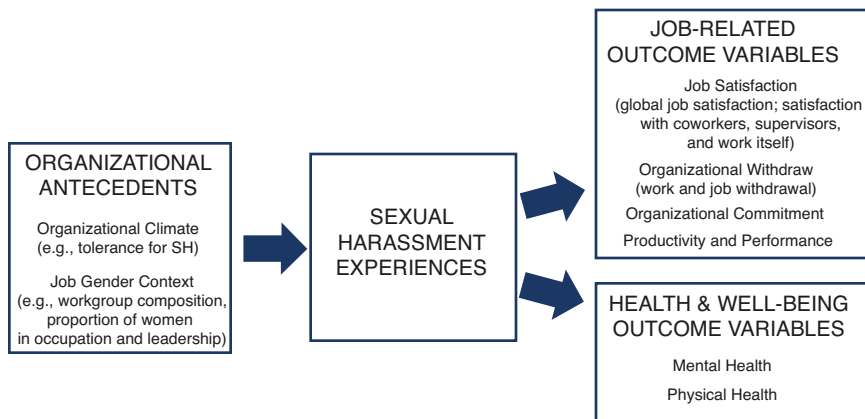 ORGANIZATIONAL
ANTECEDENTS
Organizational Climate
(e.g., tolerance for SH)
Job Gender Context
(e.g., workgroup composition,
proportion of women
in occupation and leadership)
SEXUAL
HARASSMENT
EXPERIENCES
JOB-RELATED
OUTCOME VARIABLES
Job Satisfaction
(global job satisfaction; satisfaction
with coworkers, supervisors,
and work itself)
Organizational Withdraw
(work and job withdrawal)
Organizational Commitment
Productivity and Performance
HEALTH & WELL-BEING
OUTCOME VARIABLES
Mental Health
Physical Health